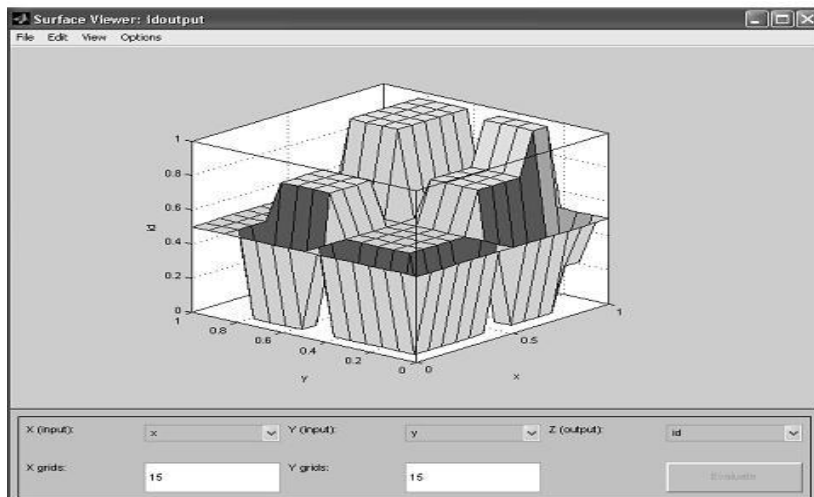 Surface Viewer: idoutput
File Edit View Options
1
0.8
0.6
0.4
0.2
0
id
1
0.8
0.6
0.4
0.2
0
y
0
0.5
1
x
X (input): x Y (input): y Z (output): id
X grids: 15 Y grids: 15 Evaluate